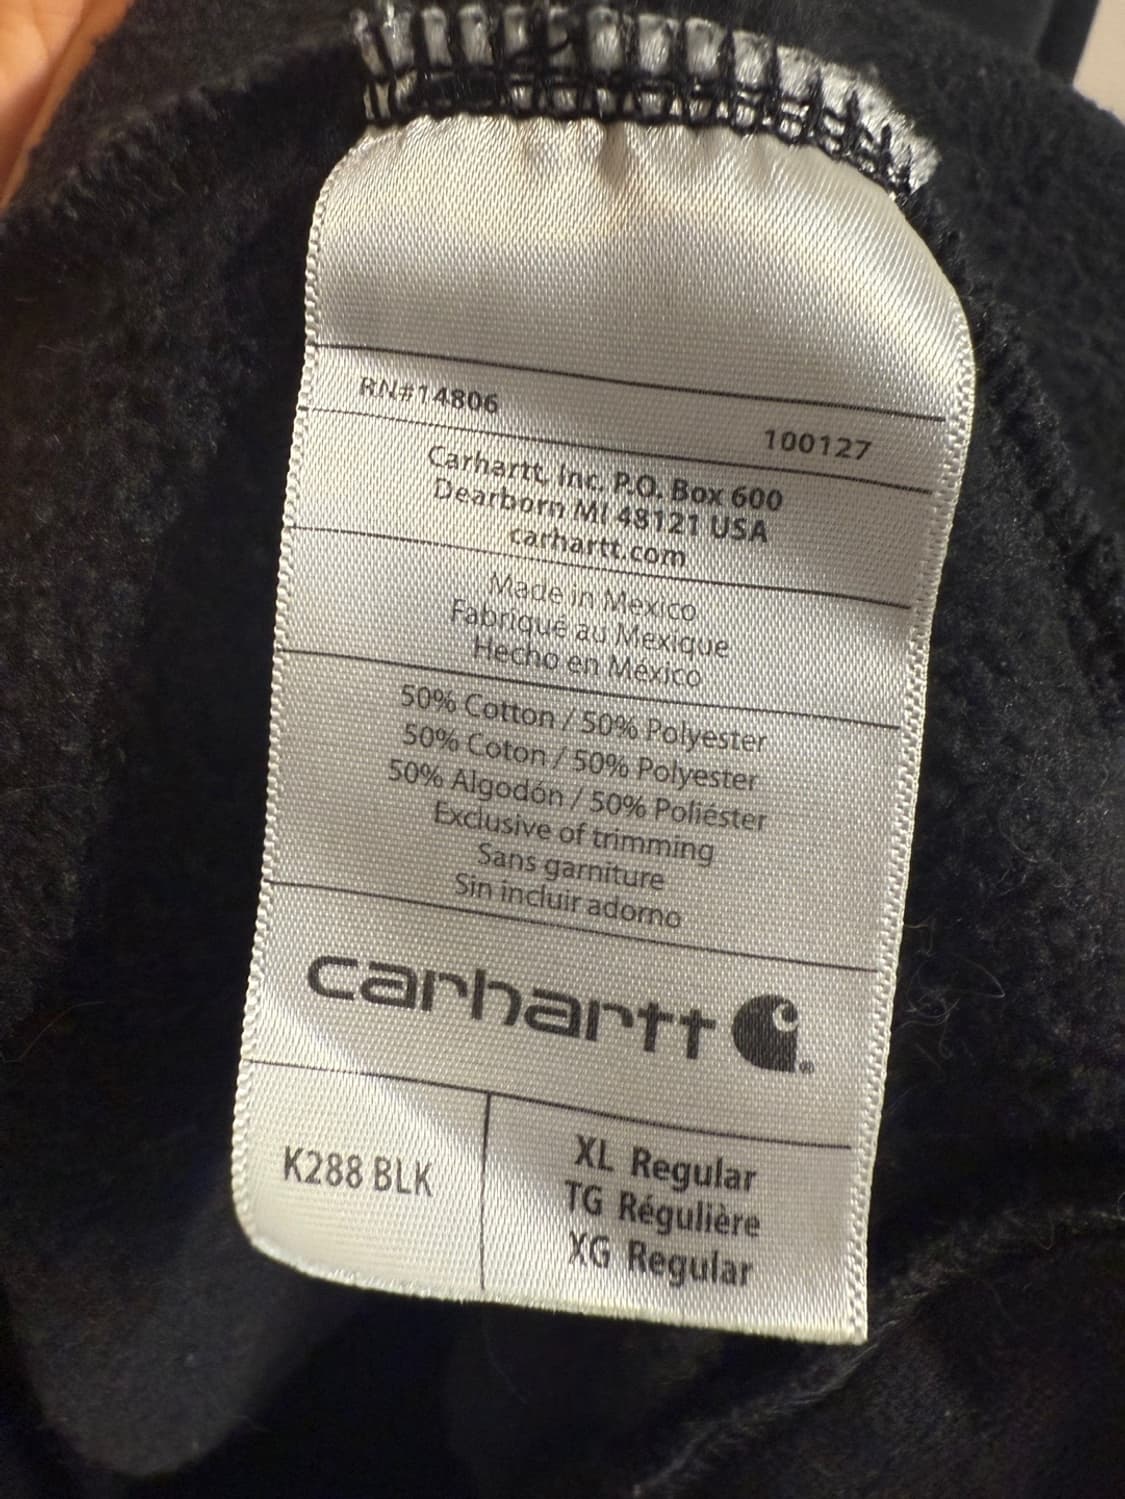 RN#14806
100127
Carhartt, Inc. P.O. Box 600
Dearborn MI 48121 USA
carhartt.com
Made in Mexico
Fabriqué au Mexique
Hecho en México
50% Cotton / 50% Polyester
50% Coton / 50% Polyester
50% Algodón / 50% Poliéster
Exclusive of trimming
Sans garniture
Sin incluir adorno
carhartt ®
K288 BLK
XL Regular
TG Régulière
XG Regular